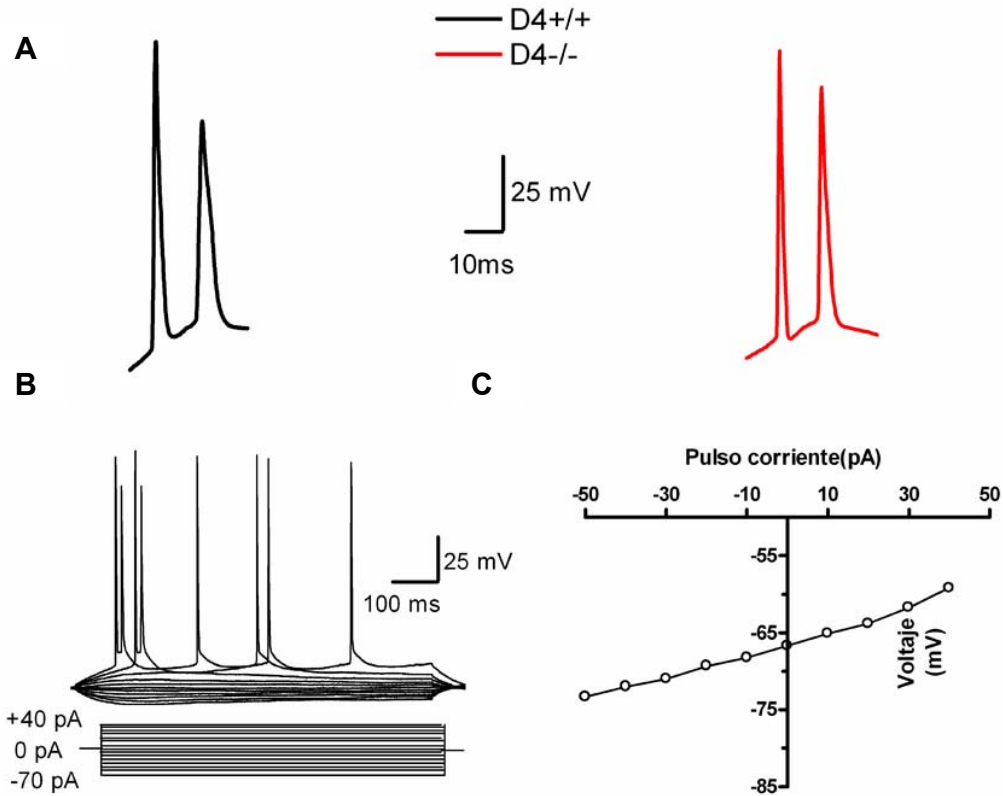 A
D4+/+
D4-/-
25 mV
10ms
B
C
25 mV
100 ms
+40 pA
0 pA
-70 pA
Pulso corriente(pA)
-50 -30 -10 10 30 50
-55
-65
-75
-85
Voltaje
(mV)